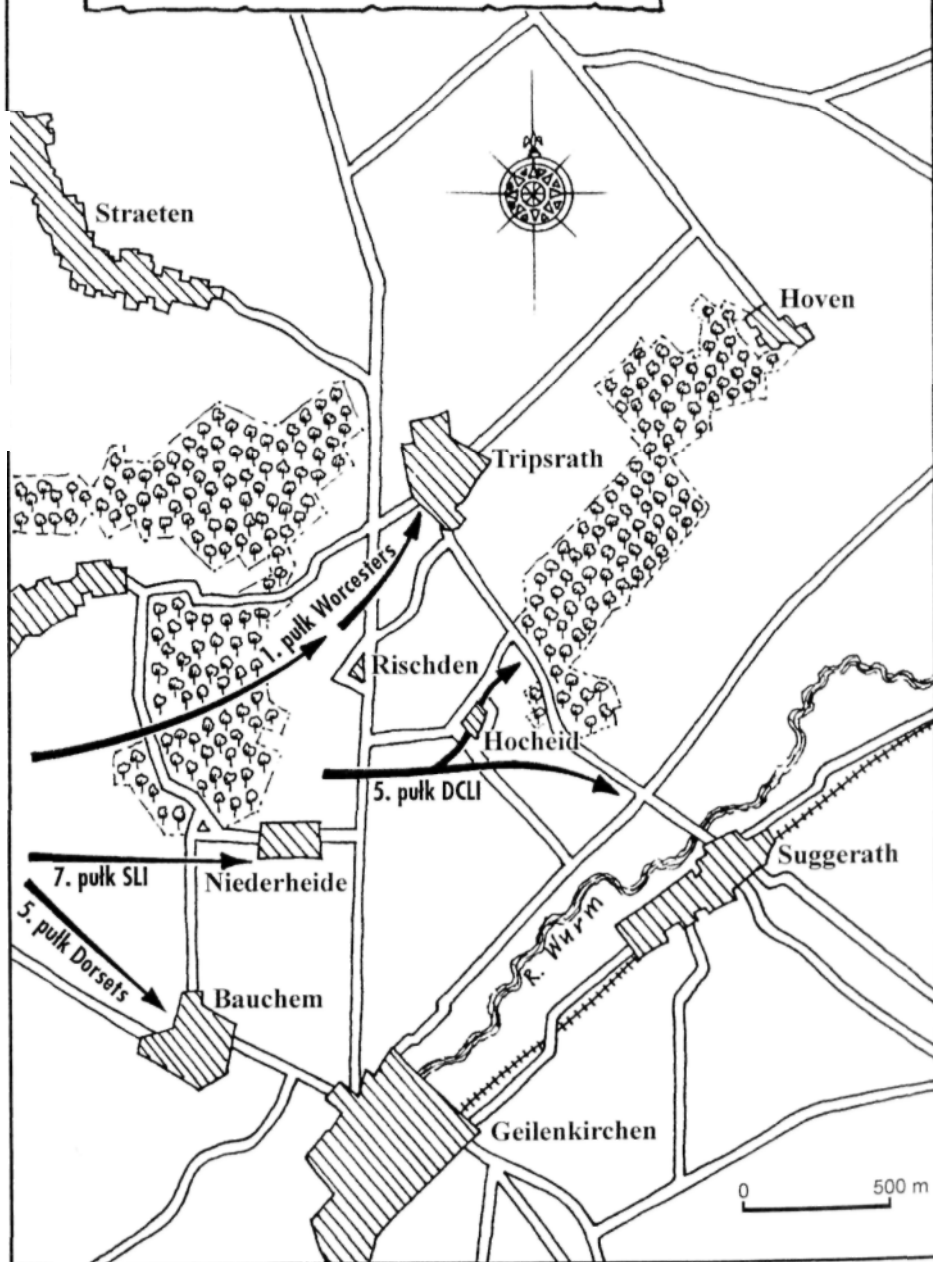 Straeten
Hoven
Tripsrath
1. pułk Worcesters
Rischden
Hocheid
5. pułk DCLI
Suggerath
7. pułk SLI
Niederheide
R. Wurm
5. pułk Dorsets
Bauchem
Geilenkirchen
0 500 m